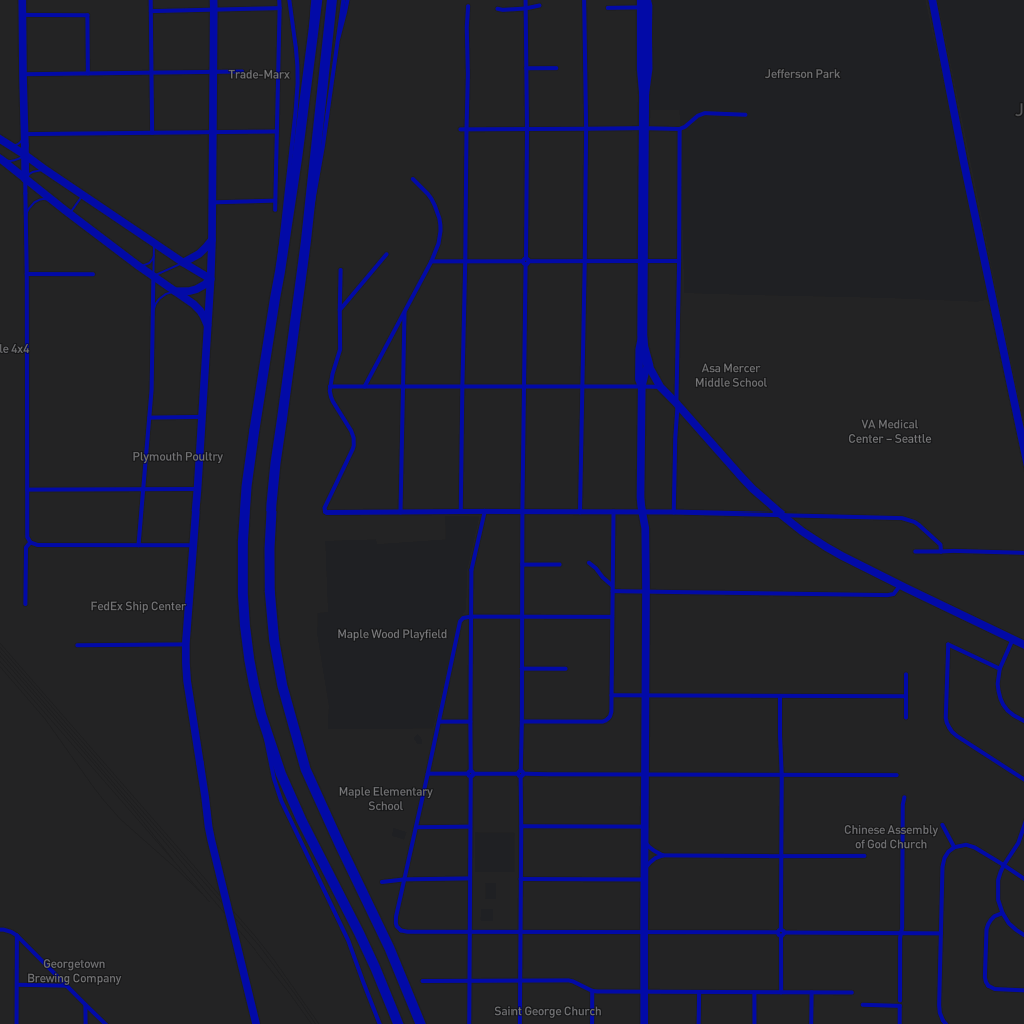 Trade-Marx
Jefferson Park
J
le 4x4
Asa Mercer
Middle School
VA Medical
Center – Seattle
Plymouth Poultry
FedEx Ship Center
Maple Wood Playfield
Maple Elementary
School
Chinese Assembly
of God Church
Georgetown
Brewing Company
Saint George Church